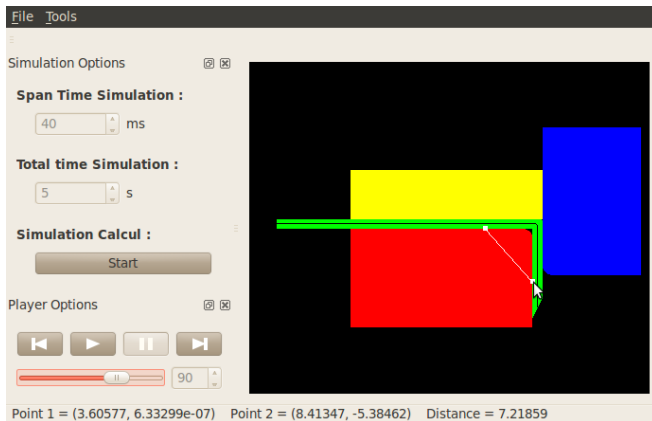 File Tools
Simulation Options
Span Time Simulation :
40 ms
Total time Simulation :
5 s
Simulation Calcul :
Start
Player Options
90
Point 1 = (3.60577, 6.33299e-07) Point 2 = (8.41347, -5.38462) Distance = 7.21859